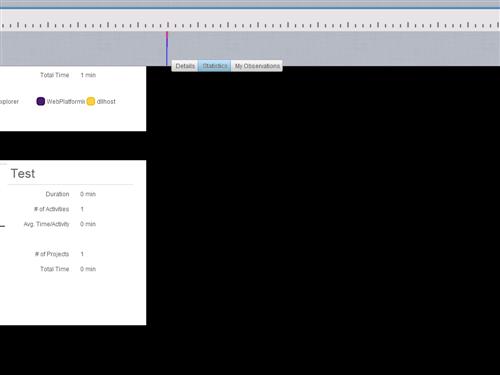 Details Statistics My Observations
Total Time 1 min
xplorer WebPlatformIn dllhost
Test
Duration 0 min
# of Activities 1
Avg. Time/Activity 0 min
# of Projects 1
Total Time 0 min